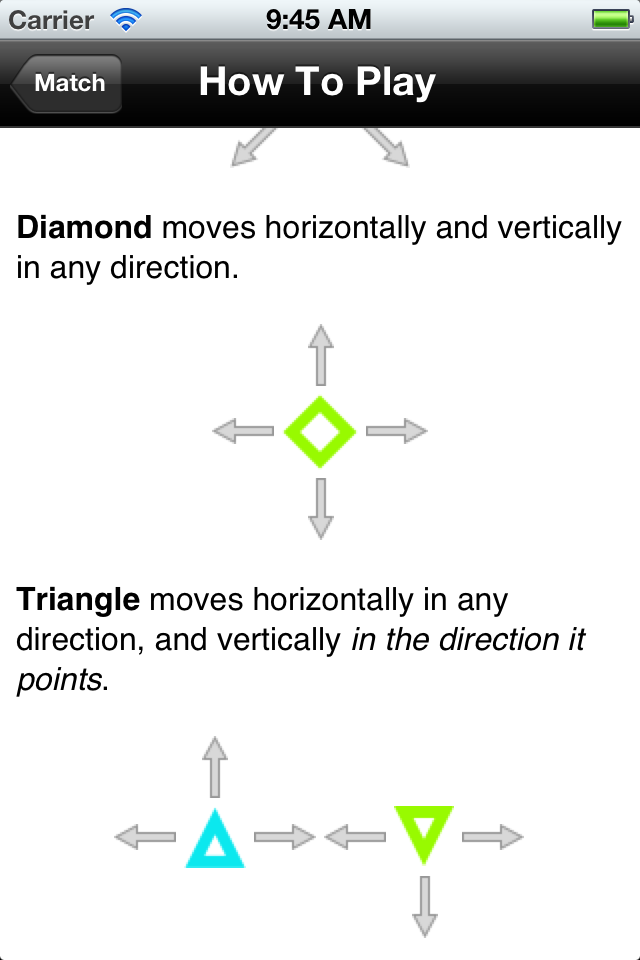 Carrier 9:45 AM
Match How To Play
Diamond moves horizontally and vertically
in any direction.
Triangle moves horizontally in any
direction, and vertically in the direction it
points.